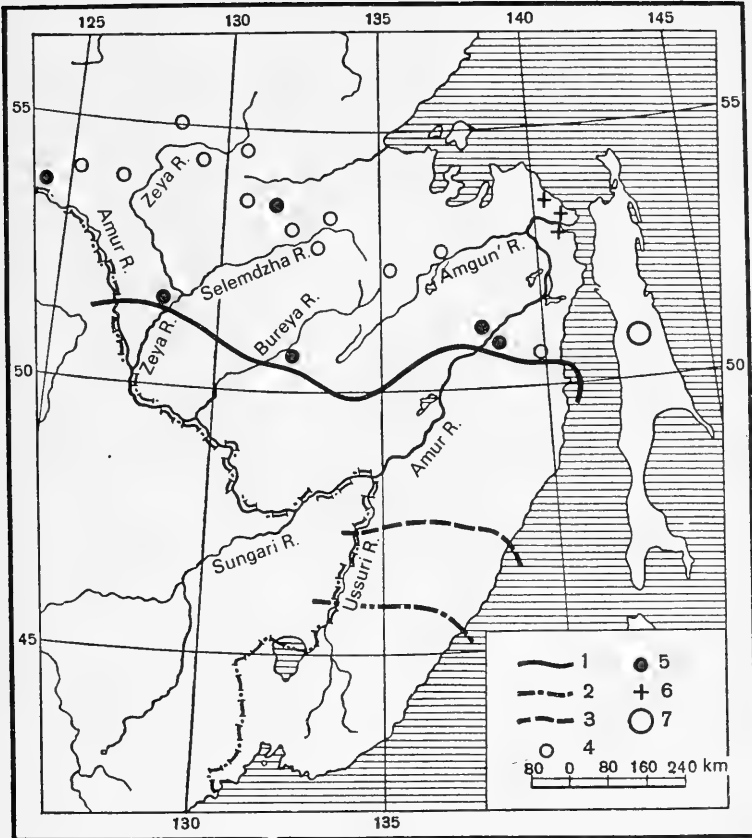 125 130 135 140 145
55 55
Zeya R.
Amur R.
Selemdzha R.
Amgun' R.
Bureya R.
Zeya R.
50 50
Amur R.
Sungari R.
Ussuri R.
45
1 5
2 6
3 7
4
80 0 80 160 240 km
130 135